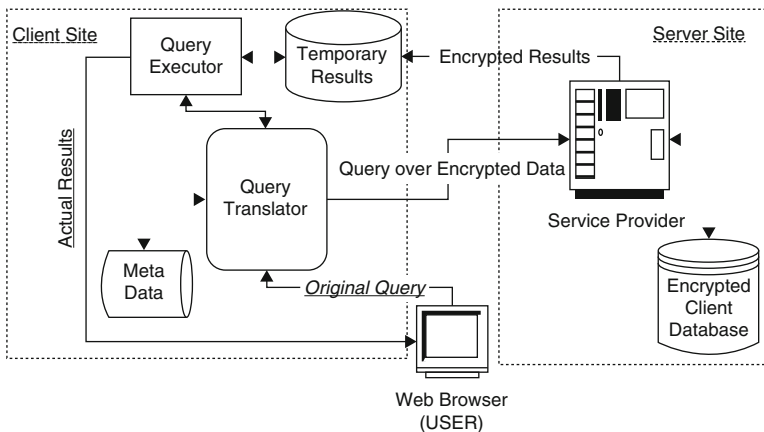 Client Site
Query
Executor
Temporary
Results
Encrypted Results
Server Site
Actual Results
Query
Translator
Query over Encrypted Data
Service Provider
Meta
Data
Original Query
Encrypted
Client
Database
Web Browser
(USER)